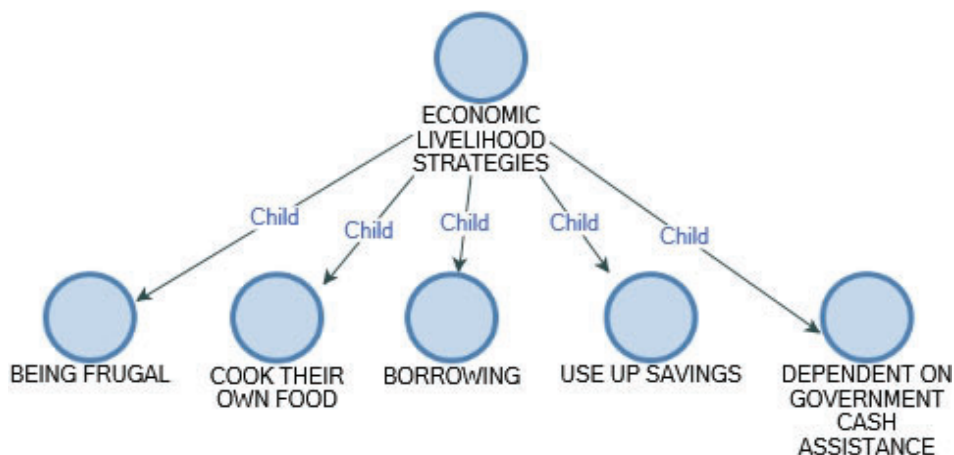 ECONOMIC
LIVELIHOOD
STRATEGIES
Child
Child
Child
Child
Child
BEING FRUGAL
COOK THEIR
OWN FOOD
BORROWING
USE UP SAVINGS
DEPENDENT ON
GOVERNMENT
CASH
ASSISTANCE